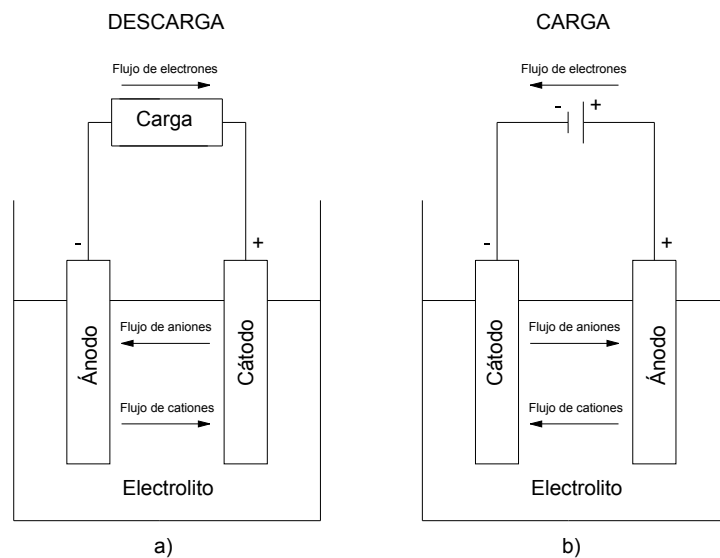 DESCARGA
Flujo de electrones
Carga
-
+
Ánodo
Flujo de aniones
Flujo de cationes
Cátodo
Electrolito
a)
CARGA
Flujo de electrones
-
+
-
+
Cátodo
Flujo de aniones
Flujo de cationes
Ánodo
Electrolito
b)